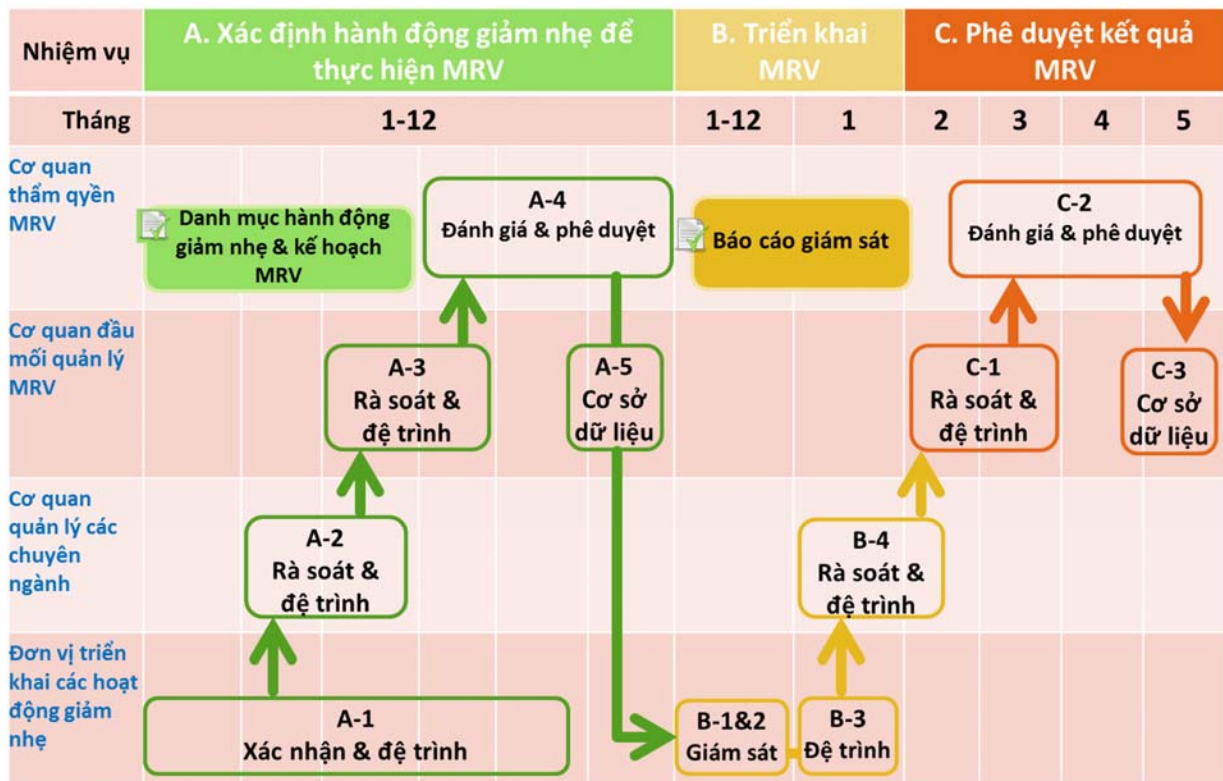 Nhiệm vụ
A. Xác định hành động giảm nhẹ để
thực hiện MRV
B. Triển khai
MRV
C. Phê duyệt kết quả
MRV
Tháng
1-12
1-12
1
2
3
4
5
Cơ quan
thẩm qyền
MRV
Danh mục hành động
giảm nhẹ & kế hoạch
MRV
A-4
Đánh giá & phê duyệt
Báo cáo giám sát
C-2
Đánh giá & phê duyệt
Cơ quan đầu
mối quản lý
MRV
A-3
Rà soát &
đệ trình
A-5
Cơ sở
dữ liệu
C-1
Rà soát &
đệ trình
C-3
Cơ sở
dữ liệu
Cơ quan
quản lý các
chuyên
ngành
A-2
Rà soát &
đệ trình
B-4
Rà soát &
đệ trình
Đơn vị triển
khai các hoạt
động giảm
nhẹ
A-1
Xác nhận & đệ trình
B-1&2
Giám sát
B-3
Đệ trình